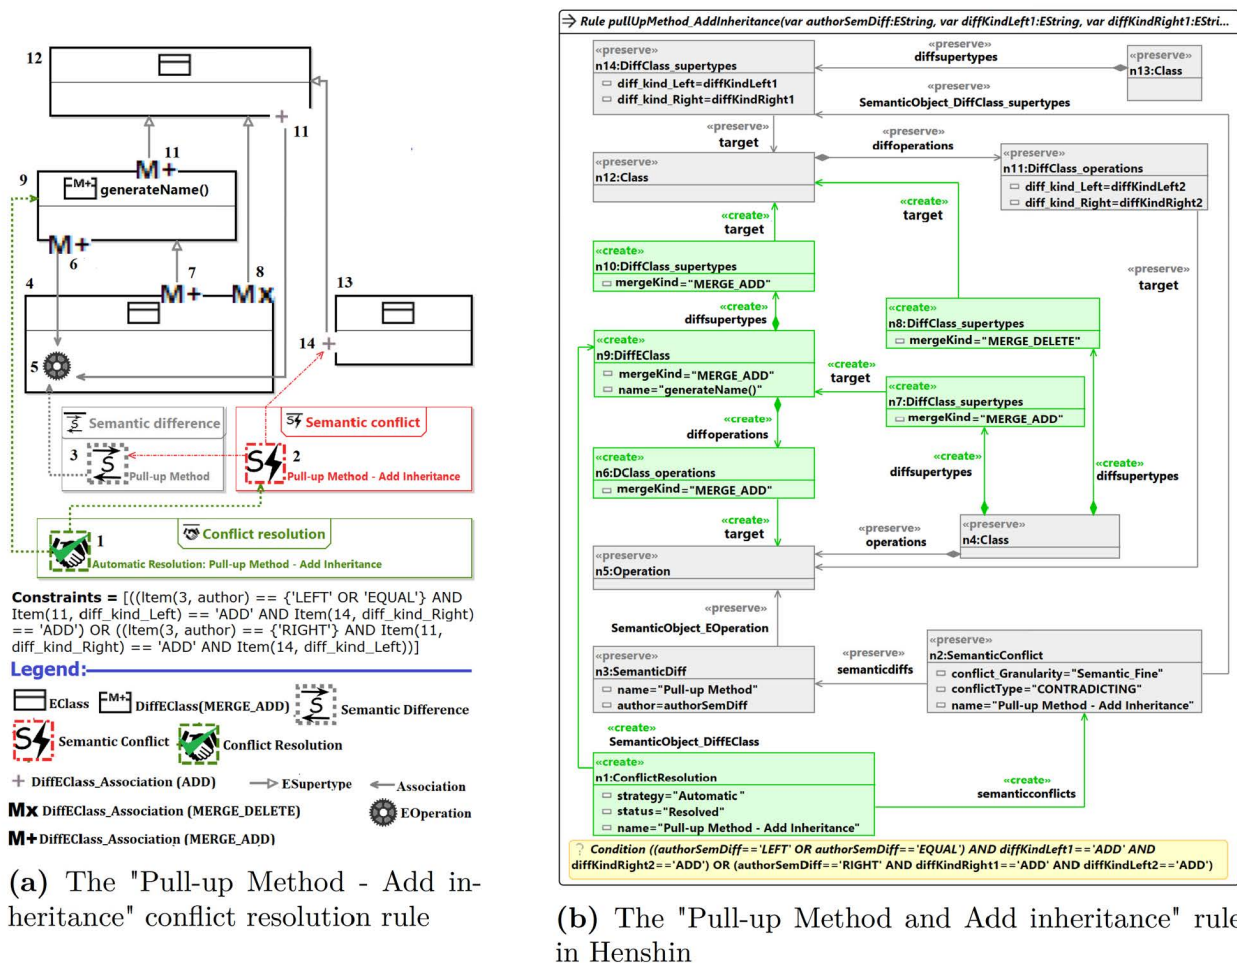 12
11
11
9
[M+]
M+
generateName()
M+
6
7
8
13
4
M+
Mx
14
5
Semantic difference
Semantic conflict
3
S
Pull-up Method
S
2
Pull-up Method - Add Inheritance
1
Conflict resolution
Automatic Resolution: Pull-up Method - Add Inheritance
Constraints = [((Item(3, author) == {'LEFT' OR 'EQUAL'} AND
Item(11, diff_kind_Left) == 'ADD' AND Item(14, diff_kind_Right)
== 'ADD') OR ((Item(3, author) == {'RIGHT'} AND Item(11,
diff_kind_Right) == 'ADD' AND Item(14, diff_kind_Left))]
Legend:
EClass
[M+]
DiffEClass(MERGE_ADD)
S
Semantic Difference
S
Semantic Conflict
Conflict Resolution
+ DiffEClass_Association (ADD)
ESupertype
Association
Mx DiffEClass_Association (MERGE_DELETE)
EOperation
M+ DiffEClass_Association (MERGE_ADD)
(a) The "Pull-up Method - Add in-
heritance" conflict resolution rule
Rule pullUpMethod_AddInheritance(var authorSemDiff:EString, var diffKindLeft1:EString, var diffKindRight1:EStri...
«preserve»
n14:DiffClass_supertypes
diff_kind_Left=diffKindLeft1
diff_kind_Right=diffKindRight1
«preserve»
diffsupertypes
«preserve»
n13:Class
«preserve»
SemanticObject_DiffClass_supertypes
«preserve»
target
«preserve»
diffoperations
«preserve»
n12:Class
«preserve»
n11:DiffClass_operations
diff_kind_Left=diffKindLeft2
diff_kind_Right=diffKindRight2
«create»
target
«create»
target
«create»
n10:DiffClass_supertypes
mergeKind="MERGE_ADD"
«preserve»
target
«create»
diffsupertypes
«create»
n8:DiffClass_supertypes
mergeKind="MERGE_DELETE"
«create»
n9:DiffEClass
mergeKind="MERGE_ADD"
name="generateName()"
«create»
target
«create»
n7:DiffClass_supertypes
mergeKind="MERGE_ADD"
«create»
diffoperations
«create»
diffsupertypes
«create»
diffsupertypes
«create»
n6:DClass_operations
mergeKind="MERGE_ADD"
«create»
target
«preserve»
operations
«preserve»
n4:Class
«preserve»
n5:Operation
«preserve»
SemanticObject_EOperation
«preserve»
n3:SemanticDiff
name="Pull-up Method"
author=authorSemDiff
«preserve»
semanticdiffs
«preserve»
n2:SemanticConflict
conflict_Granularity="Semantic_Fine"
conflictType="CONTRADICTING"
name="Pull-up Method - Add Inheritance"
«create»
SemanticObject_DiffEClass
«create»
n1:ConflictResolution
strategy="Automatic"
status="Resolved"
name="Pull-up Method - Add Inheritance"
«create»
semanticconflicts
? Condition ((authorSemDiff=='LEFT' OR authorSemDiff=='EQUAL') AND diffKindLeft1=='ADD' AND
diffKindRight2=='ADD') OR (authorSemDiff=='RIGHT' AND diffKindRight1=='ADD' AND diffKindLeft2=='ADD')
(b) The "Pull-up Method and Add inheritance" rule
in Henshin